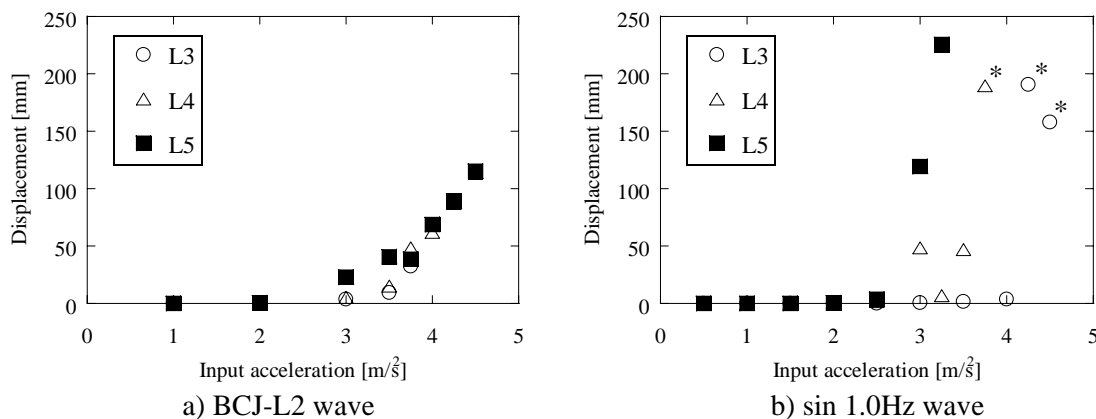 250
200
150
100
50
0
Displacement [mm]
L3
L4
L5
0 1 2 3 4 5
Input acceleration [m/s²]
a) BCJ-L2 wave
250
200
150
100
50
0
Displacement [mm]
L3
L4
L5
*
*
*
0 1 2 3 4 5
Input acceleration [m/s²]
b) sin 1.0Hz wave